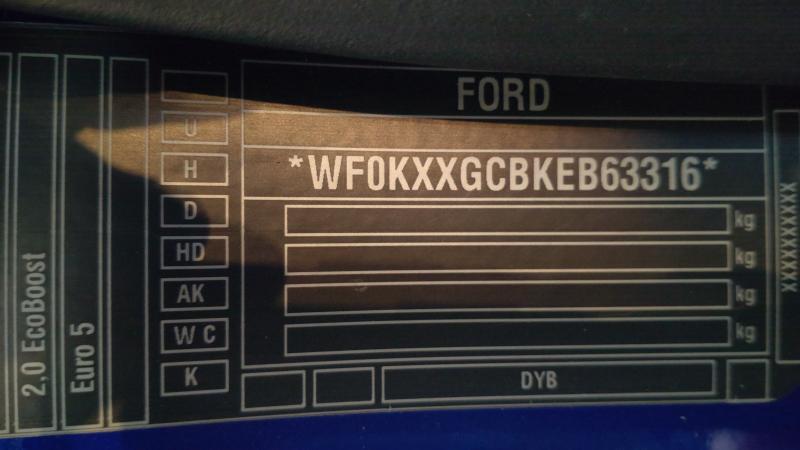 FORD
*WF0KXXGCBKEB63316*
kg
kg
kg
kg
DYB
U
H
D
HD
AK
W C
K
2,0 EcoBoost
Euro 5
XXXXXXXXXX